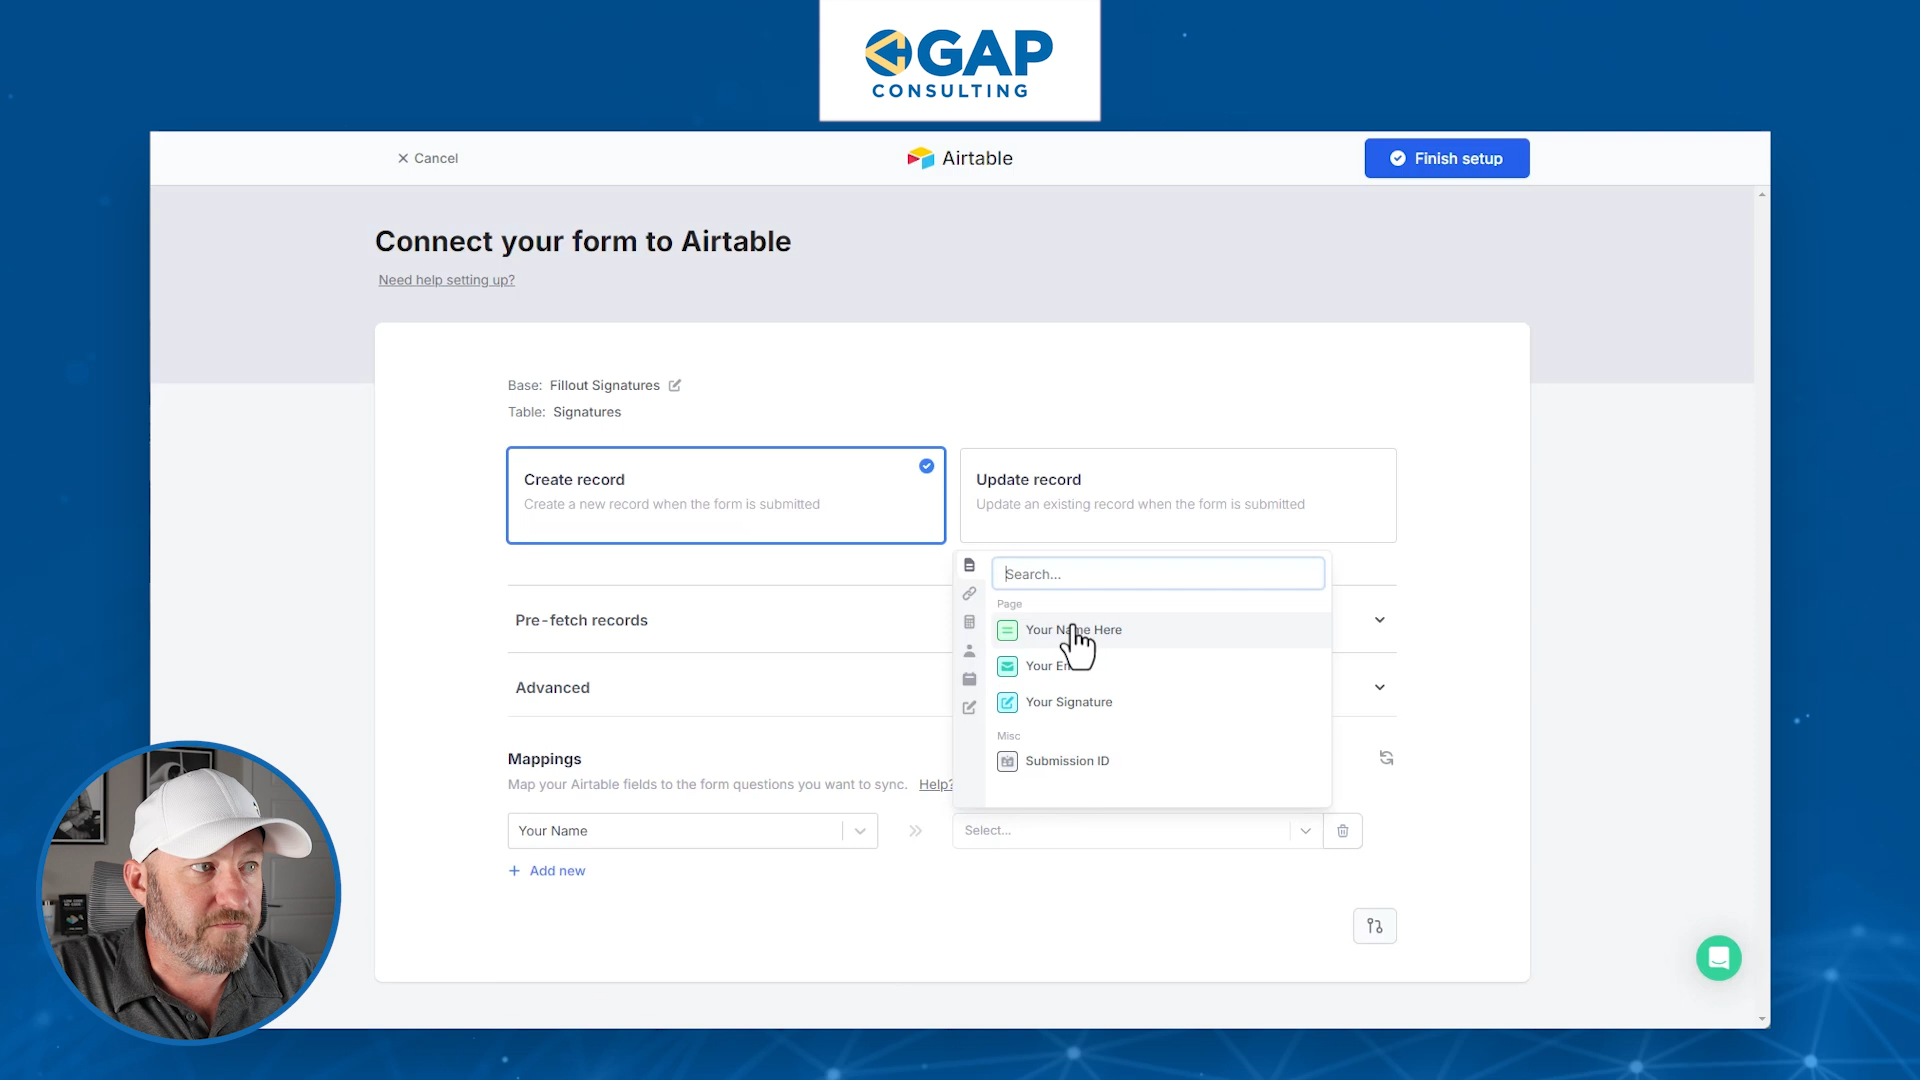 GAP
CONSULTING
Cancel
Airtable
Finish setup
Connect your form to Airtable
Need help setting up?
Base: Fillout Signatures
Table: Signatures
Create record
Create a new record when the form is submitted
Update record
Update an existing record when the form is submitted
Search...
Page
Pre-fetch records
Your Name Here
Your
Advanced
Your Signature
Misc
Submission ID
Mappings
Map your Airtable fields to the form questions you want to sync. Help?
Your Name
Select...
+ Add new